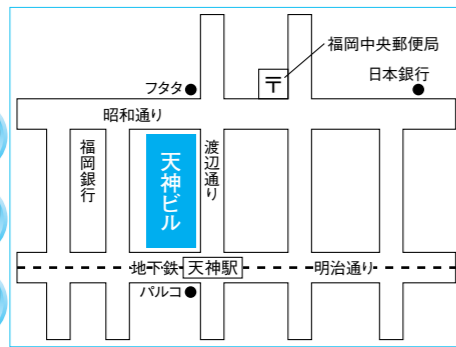 福岡中央郵便局
〒
日本銀行
フタタ
昭和通り
福岡銀行
天神ビル
渡辺通り
地下鉄
天神駅
明治通り
パルコ